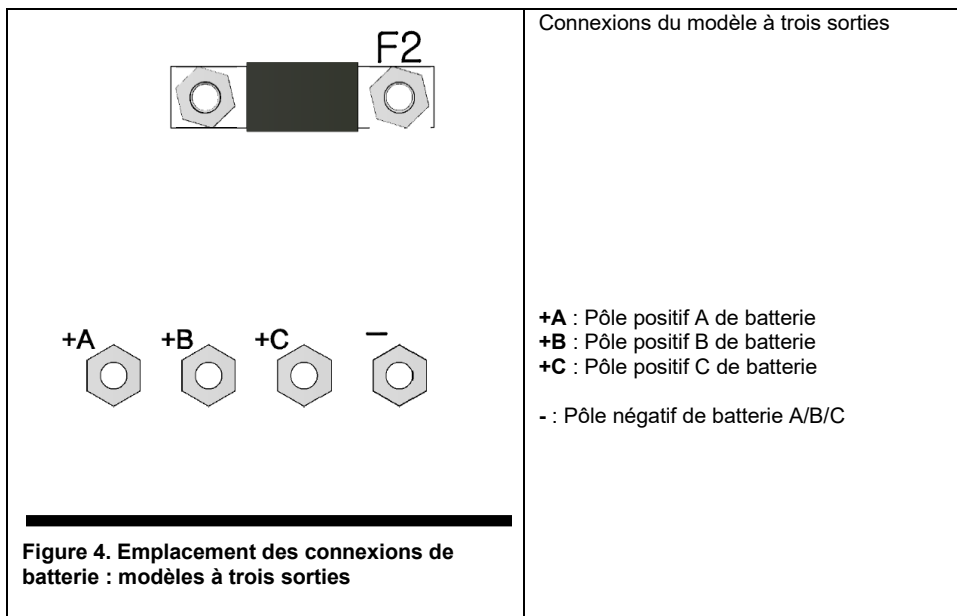 F2
+A +B +C −
Figure 4. Emplacement des connexions de
batterie : modèles à trois sorties
Connexions du modèle à trois sorties
+A : Pôle positif A de batterie
+B : Pôle positif B de batterie
+C : Pôle positif C de batterie
- : Pôle négatif de batterie A/B/C